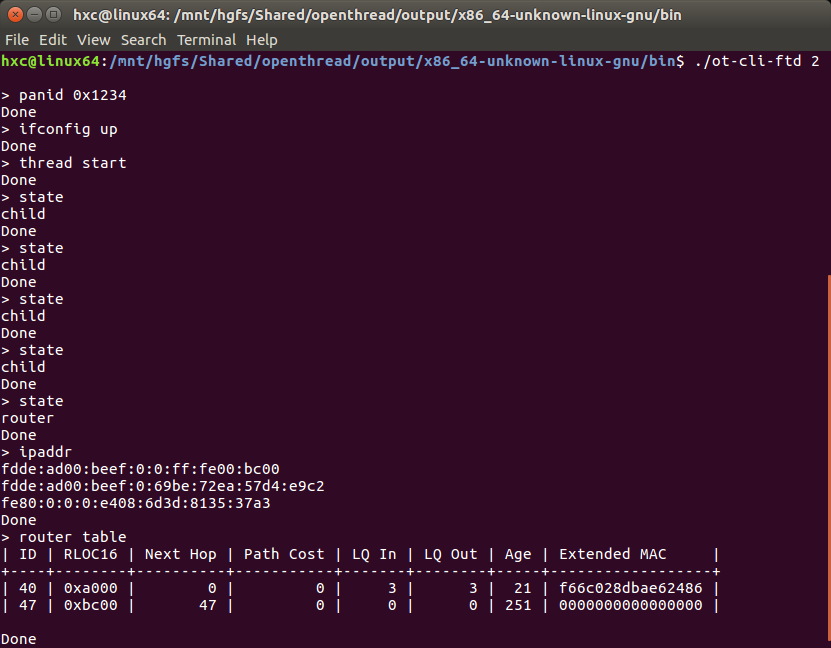 hxc@linux64: /mnt/hgfs/Shared/openthread/output/x86_64-unknown-linux-gnu/bin
File Edit View Search Terminal Help
hxc@linux64:/mnt/hgfs/Shared/openthread/output/x86_64-unknown-linux-gnu/bin$ ./ot-cli-ftd 2
> panid 0x1234
Done
> ifconfig up
Done
> thread start
Done
> state
child
Done
> state
child
Done
> state
child
Done
> state
child
Done
> state
router
Done
> ipaddr
fdde:ad00:beef:0:0:ff:fe00:bc00
fdde:ad00:beef:0:69be:72ea:57d4:e9c2
fe80:0:0:0:e408:6d3d:8135:37a3
Done
> router table
| ID | RLOC16 | Next Hop | Path Cost | LQ In | LQ Out | Age | Extended MAC     |
+----+--------+----------+-----------+-------+--------+-----+------------------+
| 40 | 0xa000 |        0 |         0 |     3 |      3 |  21 | f66c028dbae62486 |
| 47 | 0xbc00 |       47 |         0 |     0 |      0 | 251 | 0000000000000000 |
Done